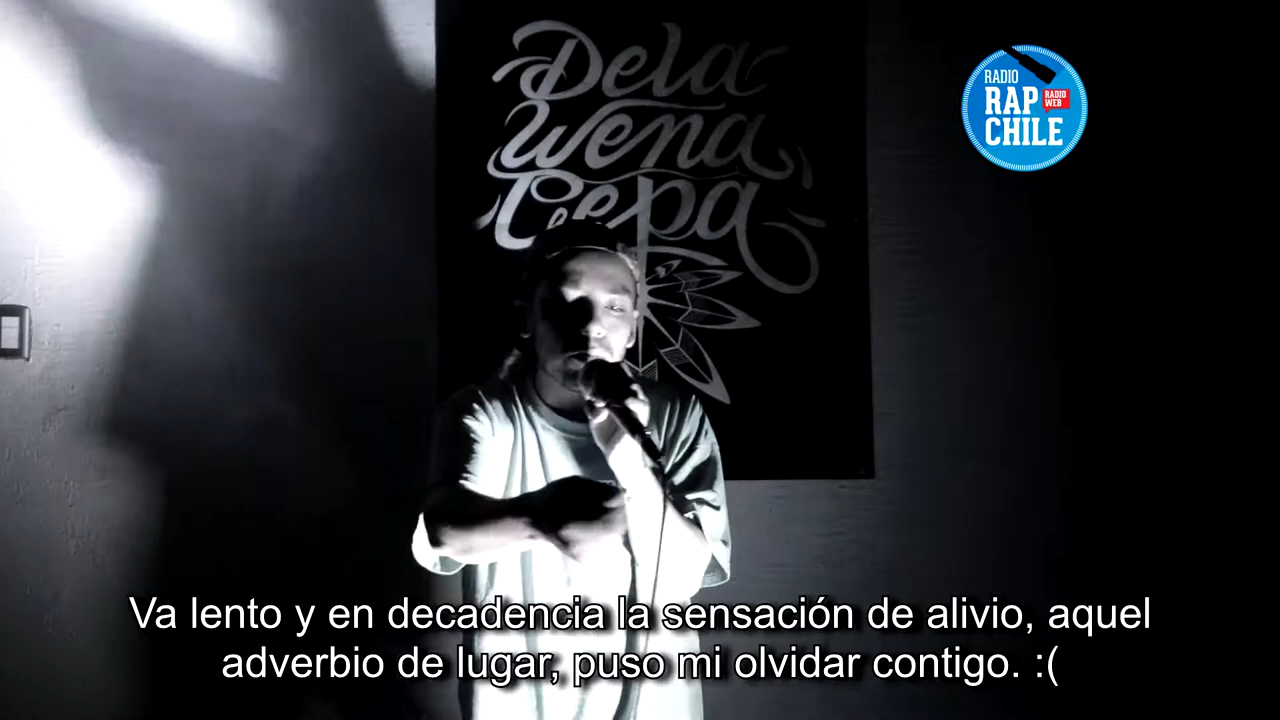 Dela
Wena
Cepa
RADIO
RAP
RADIO
WEB
CHILE
Va lento y en decadencia la sensación de alivio, aquel
adverbio de lugar, puso mi olvidar contigo. :(